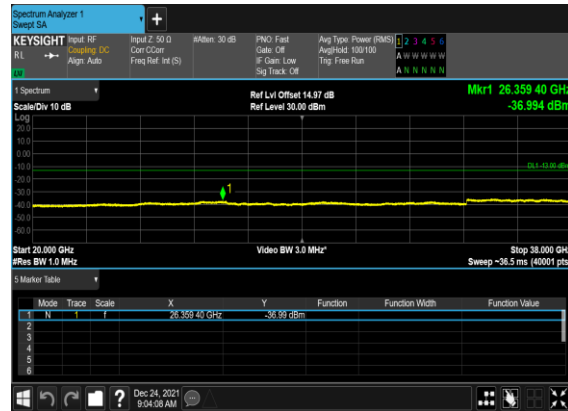 Spectrum Analyzer 1
Swept SA
+
KEYSIGHT Input: RF Input Z: 50 Ω #Atten: 30 dB PNO: Fast Avg Type: Power (RMS) 1 2 3 4 5 6
RL Coupling: DC Corr CCorr Gate: Off Avg|Hold: 100/100 A W W W W W
Align: Auto Freq Ref: Int (S) IF Gain: Low Trig: Free Run
Sig Track: Off A N N N N N
1 Spectrum Ref Lvl Offset 14.97 dB Mkr1 26.359 40 GHz
Scale/Div 10 dB Ref Level 30.00 dBm -36.994 dBm
Log
20.0
10.0
0.00
-10.0 DL1 -13.00 dBm
-20.0
-30.0 1
-40.0
-50.0
-60.0
Start 20.000 GHz Video BW 3.0 MHz* Stop 38.000 GHz
#Res BW 1.0 MHz Sweep ~36.5 ms (40001 pts)
5 Marker Table
Mode Trace Scale X Y Function Function Width Function Value
1 N 1 f 26.359 40 GHz -36.99 dBm
2
3
4
5
6
? Dec 24, 2021
9:04:08 AM